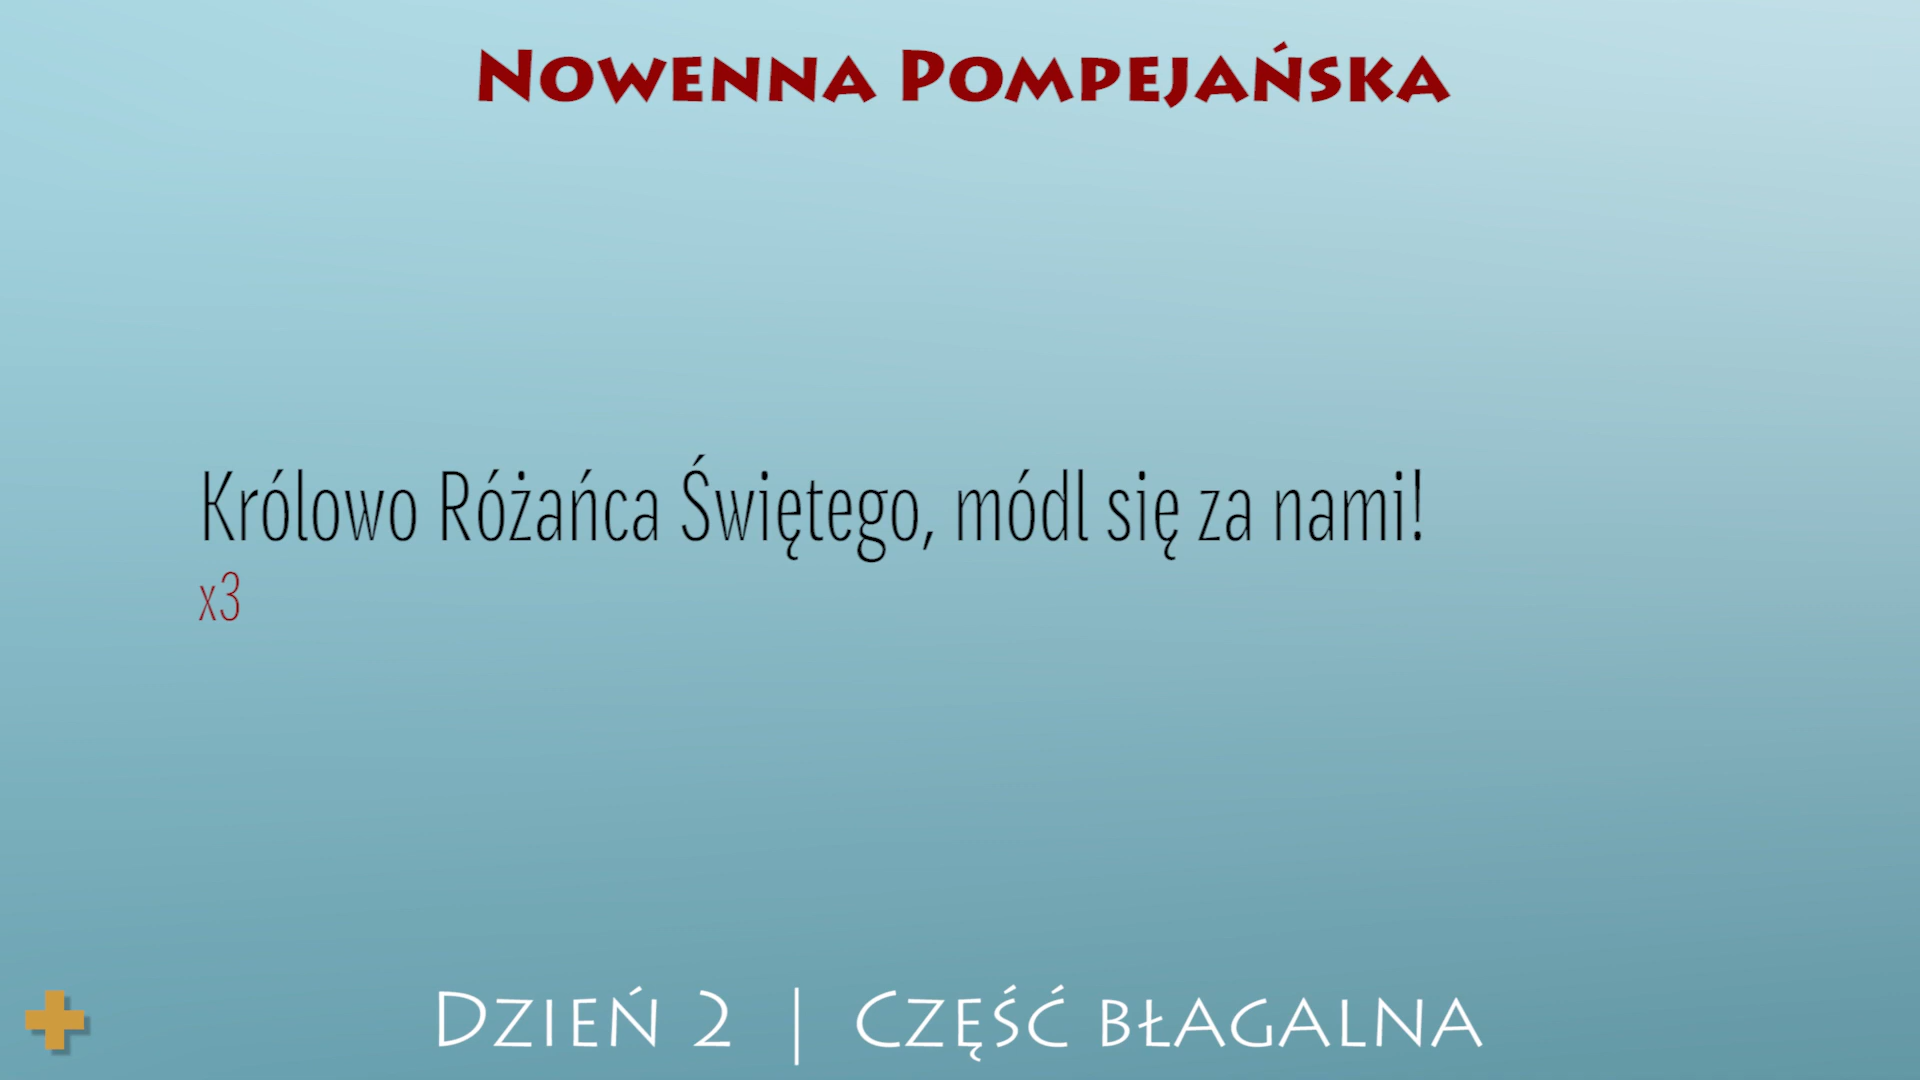 Nowenna Pompejańska
Królowo Różańca Świętego, módl się za nami!
x3
Dzień 2 | Część błagalna